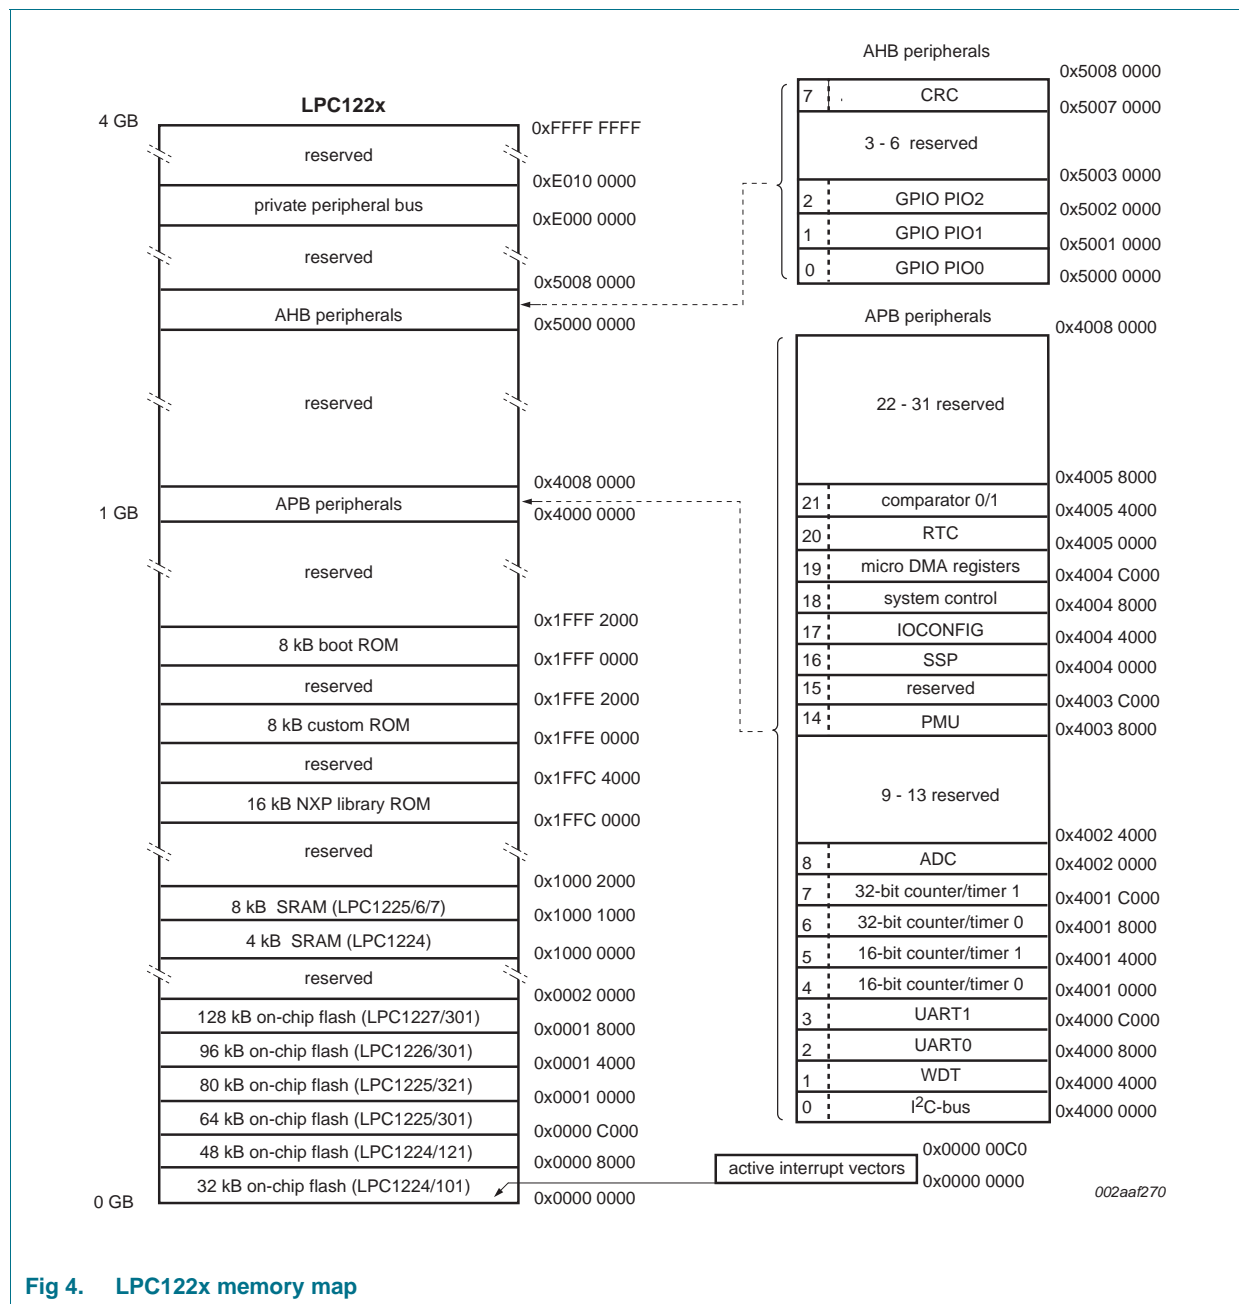 LPC122x
4 GB
0xFFFF FFFF
reserved
0xE010 0000
private peripheral bus
0xE000 0000
reserved
0x5008 0000
AHB peripherals
0x5000 0000
reserved
0x4008 0000
APB peripherals
1 GB
0x4000 0000
reserved
0x1FFF 2000
8 kB boot ROM
0x1FFF 0000
reserved
0x1FFE 2000
8 kB custom ROM
0x1FFE 0000
reserved
0x1FFC 4000
16 kB NXP library ROM
0x1FFC 0000
reserved
0x1000 2000
8 kB SRAM (LPC1225/6/7)
0x1000 1000
4 kB SRAM (LPC1224)
0x1000 0000
reserved
0x0002 0000
128 kB on-chip flash (LPC1227/301)
0x0001 8000
96 kB on-chip flash (LPC1226/301)
0x0001 4000
80 kB on-chip flash (LPC1225/321)
0x0001 0000
64 kB on-chip flash (LPC1225/301)
0x0000 C000
48 kB on-chip flash (LPC1224/121)
0x0000 8000
32 kB on-chip flash (LPC1224/101)
0 GB
0x0000 0000
AHB peripherals
0x5008 0000
7 CRC
0x5007 0000
3 - 6 reserved
0x5003 0000
2 GPIO PIO2
0x5002 0000
1 GPIO PIO1
0x5001 0000
0 GPIO PIO0
0x5000 0000
APB peripherals
0x4008 0000
22 - 31 reserved
0x4005 8000
21 comparator 0/1
0x4005 4000
20 RTC
0x4005 0000
19 micro DMA registers
0x4004 C000
18 system control
0x4004 8000
17 IOCONFIG
0x4004 4000
16 SSP
0x4004 0000
15 reserved
0x4003 C000
14 PMU
0x4003 8000
9 - 13 reserved
0x4002 4000
8 ADC
0x4002 0000
7 32-bit counter/timer 1
0x4001 C000
6 32-bit counter/timer 0
0x4001 8000
5 16-bit counter/timer 1
0x4001 4000
4 16-bit counter/timer 0
0x4001 0000
3 UART1
0x4000 C000
2 UART0
0x4000 8000
1 WDT
0x4000 4000
0 I2C-bus
0x4000 0000
0x0000 00C0
active interrupt vectors
0x0000 0000
002aaf270
Fig 4. LPC122x memory map